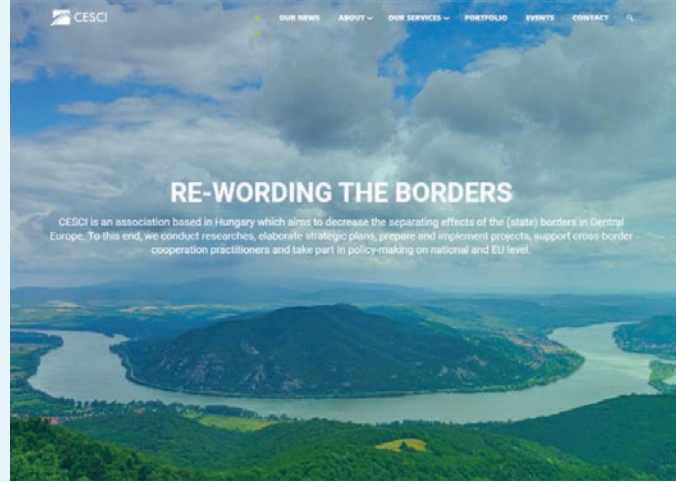 CESCI
OUR NEWS ABOUT OUR SERVICES PORTFOLIO EVENTS CONTACT
RE-WORDING THE BORDERS
CESCI is an association based in Hungary which aims to decrease the separating effects of the (state) borders in Central
Europe. To this end, we conduct researches, elaborate strategic plans, prepare and implement projects, support cross-border
cooperation practitioners and take part in policy-making on national and EU level.